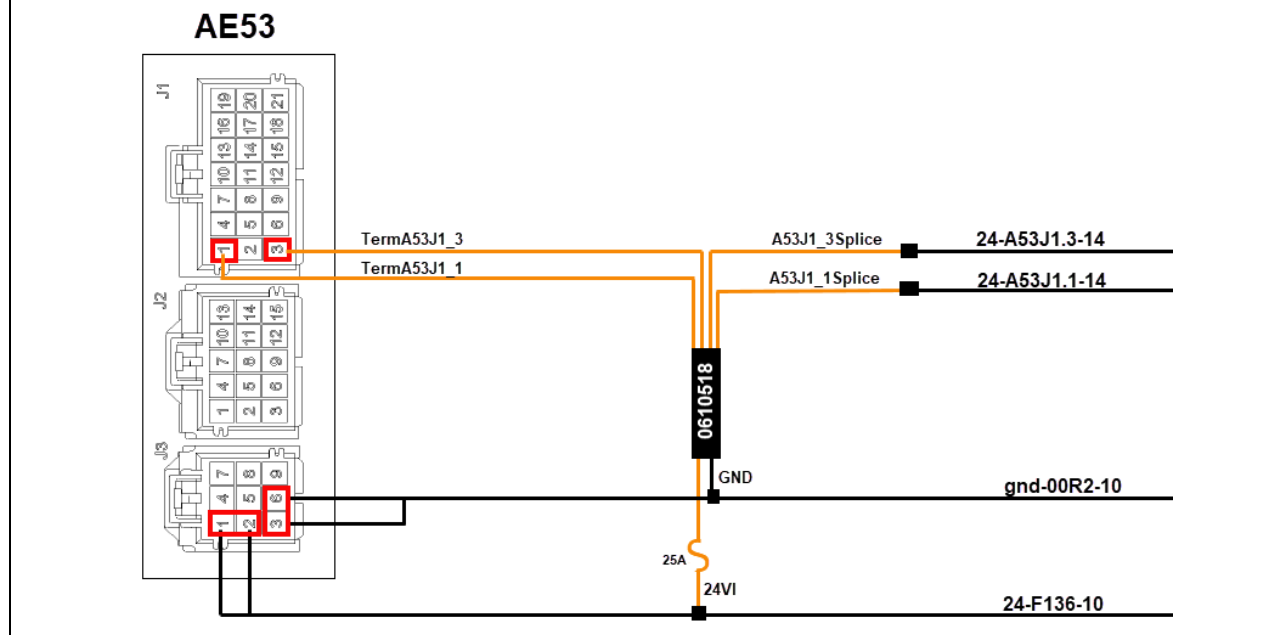 AE53
J1
19 20 21
16 17 18
13 14 15
10 11 12
7 8 9
4 5 6
1 2 3
TermA53J1_3
A53J1_3Splice
24-A53J1.3-14
TermA53J1_1
A53J1_1Splice
24-A53J1.1-14
J2
13 14 15
10 11 12
7 8 9
4 5 6
1 2 3
0610518
J3
7 8 9
4 5 6
1 2 3
GND
gnd-00R2-10
25A
24VI
24-F136-10